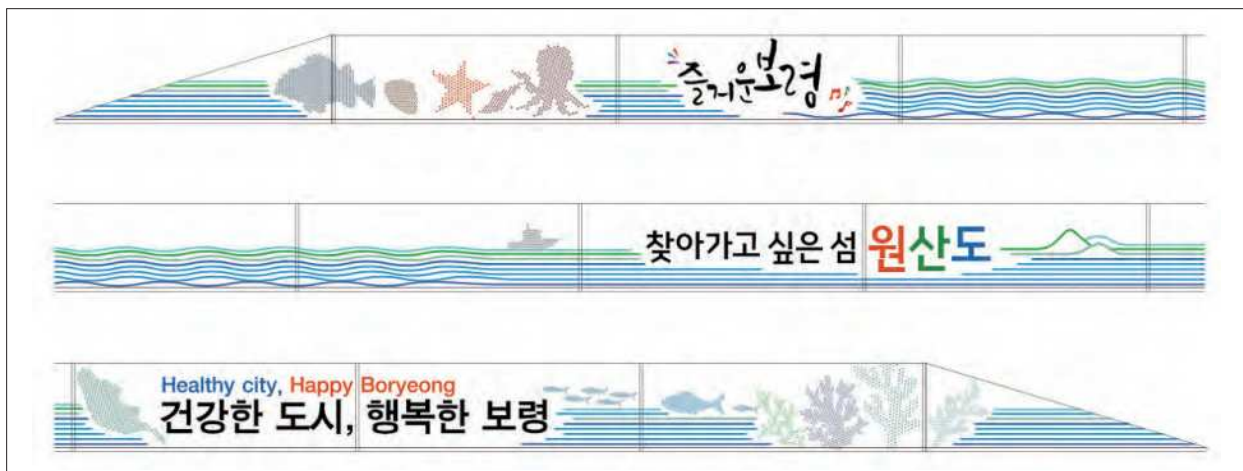 즐거운보령
찾아가고 싶은 섬 원산도
Healthy city, Happy Boryeong
건강한 도시, 행복한 보령